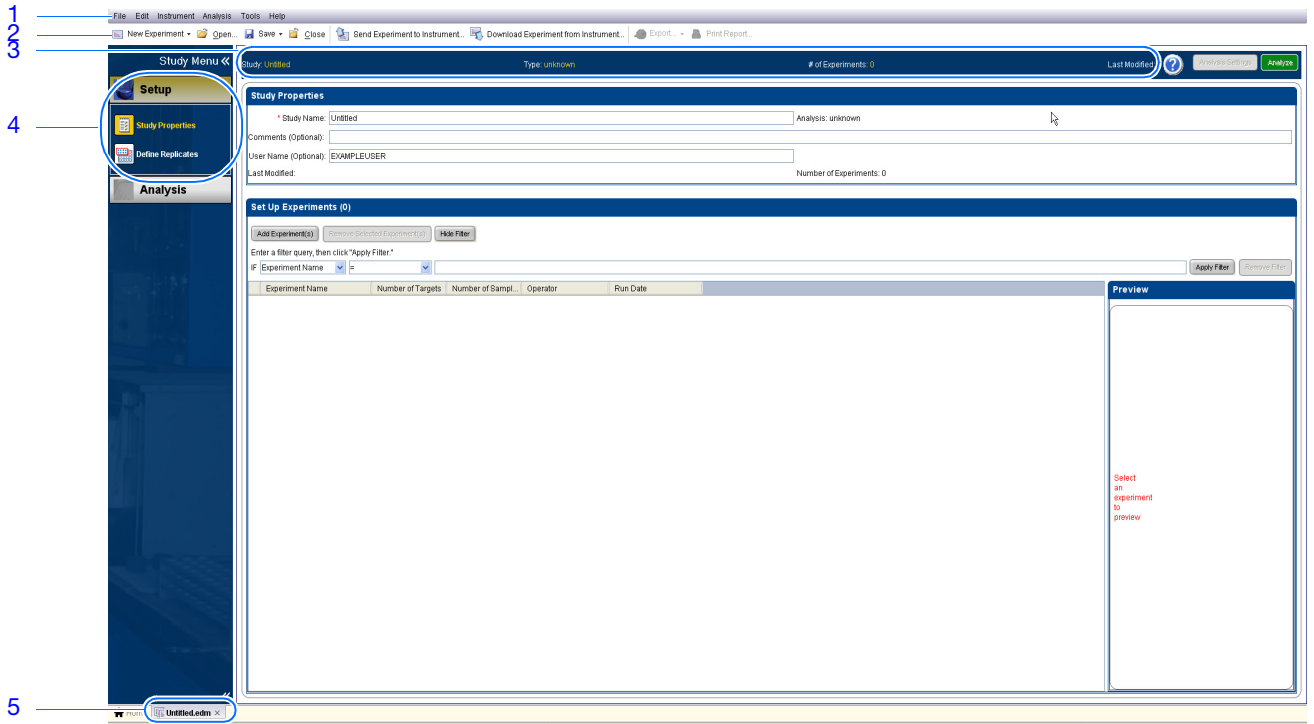 1
File Edit Instrument Analysis Tools Help
2
New Experiment Open... Save Close Send Experiment to Instrument... Download Experiment from Instrument... Export... Print Report...
3
Study Menu «
Study: Untitled Type: unknown # of Experiments: 0 Last Modified: ? Analysis Settings Analyze
Setup
4
Study Properties
Define Replicates
Analysis
Study Properties
* Study Name: Untitled Analysis: unknown
Comments (Optional):
User Name (Optional): EXAMPLEUSER
Last Modified: Number of Experiments: 0
Set Up Experiments (0)
Add Experiment(s) Remove Selected Experiment(s) Hide Filter
Enter a filter query, then click "Apply Filter."
IF Experiment Name = Apply Filter Remove Filter
Experiment Name Number of Targets Number of Sampl... Operator Run Date
Preview
Select
an
experiment
to
preview
«
5
Untitled.edm ×